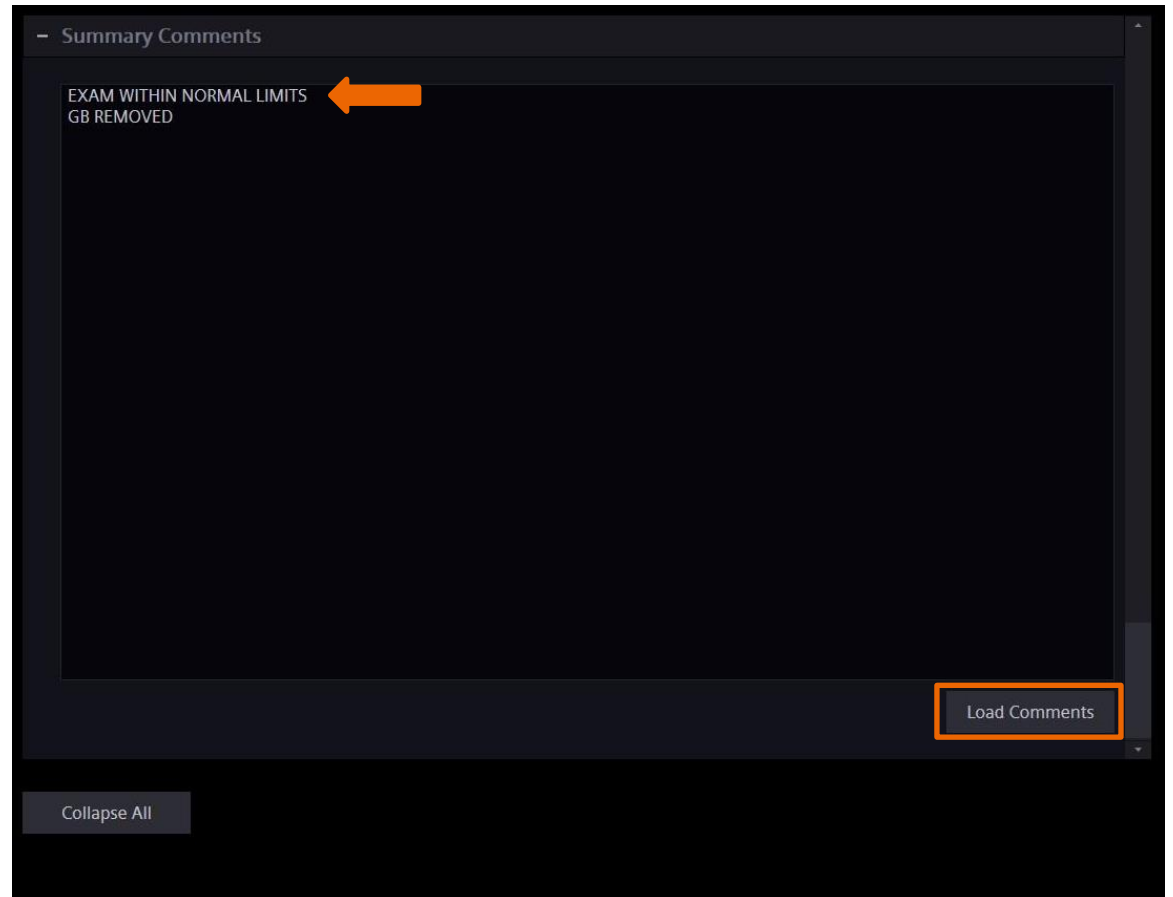 – Summary Comments
EXAM WITHIN NORMAL LIMITS
GB REMOVED
Load Comments
Collapse All